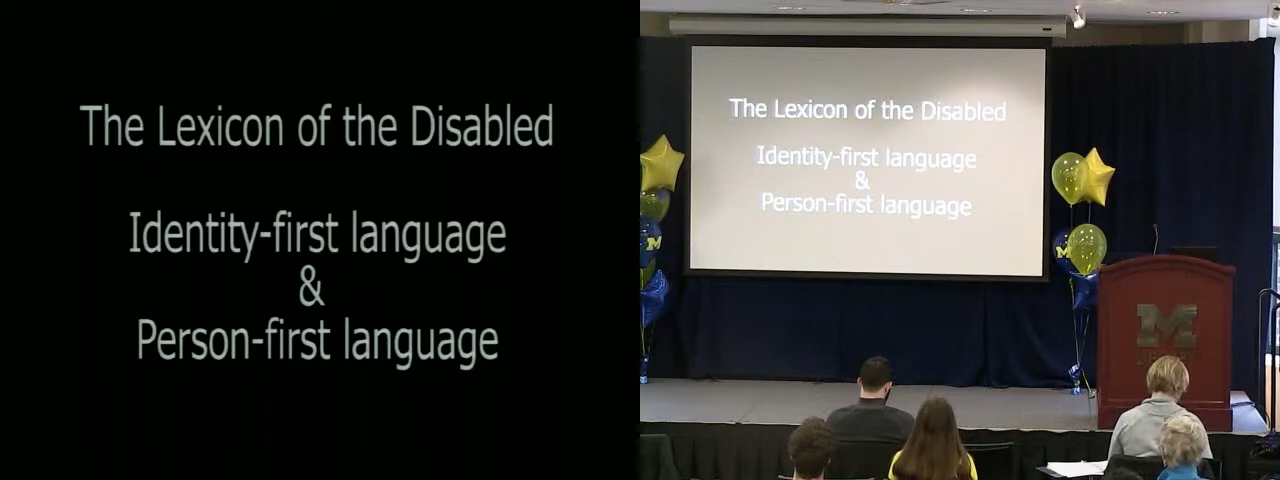 The Lexicon of the Disabled
Identity-first language
&
Person-first language
The Lexicon of the Disabled
Identity-first language
&
Person-first language
M
M
M